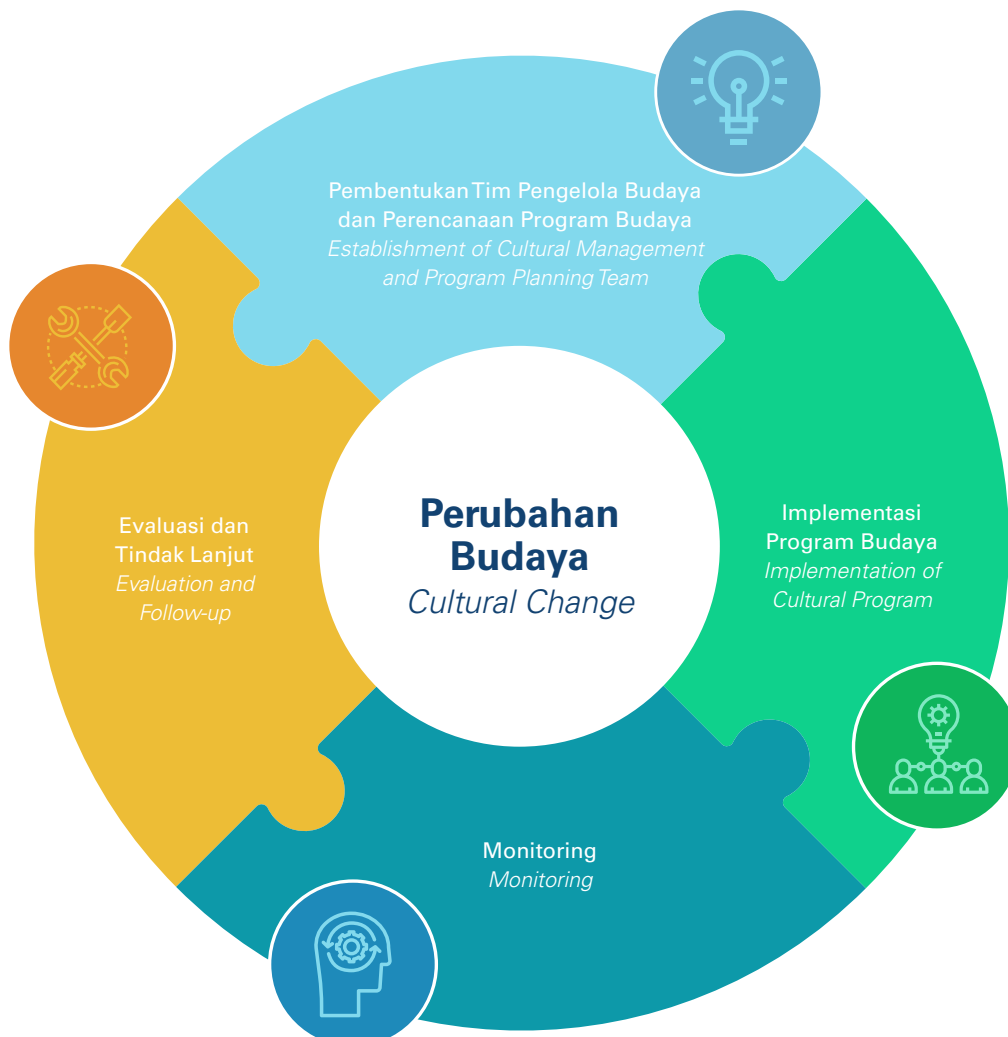 Pembentukan Tim Pengelola Budaya
dan Perencanaan Program Budaya
Establishment of Cultural Management
and Program Planning Team
Implementasi
Program Budaya
Implementation of
Cultural Program
Monitoring
Monitoring
Evaluasi dan
Tindak Lanjut
Evaluation and
Follow-up
Perubahan
Budaya
Cultural Change